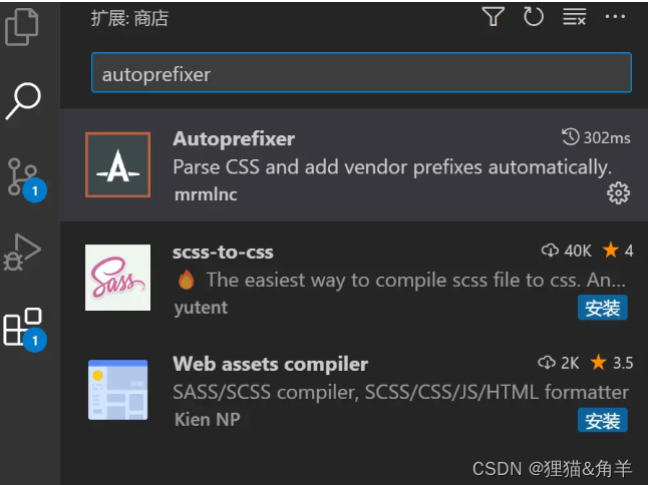 扩展: 商店
autoprefixer
Autoprefixer 302ms
Parse CSS and add vendor prefixes automatically.
mrmlnc
scss-to-css 40K 4
The easiest way to compile scss file to css. An...
yutent 安装
Web assets compiler 2K 3.5
SASS/SCSS compiler, SCSS/CSS/JS/HTML formatter
Kien NP 安装
1
1
Sass
CSDN @狸猫&角羊